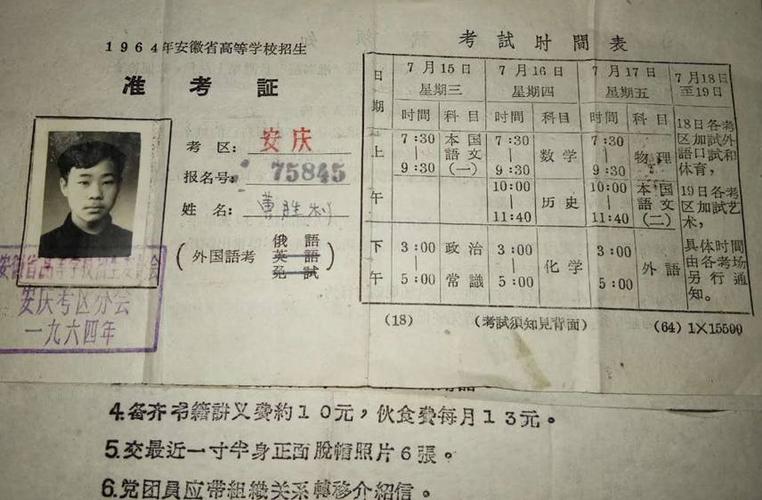 1964年安徽省高等学校招生
准考証
考区：安庆
报名号：75845
姓名：曹胜利
（外国語考 俄語
英語
免試）
安徽省高等学校招生委員会
安庆考区分会
一九六四年
考試时間表
日期 7月15日 星期三 7月16日 星期四 7月17日 星期五 7月18日至19日
时間 科目 时間 科目 时間 科目
上午 7:30｜9:30 本国語文（一） 7:30｜9:30 数学 7:30｜9:30 物理
10:00｜11:40 历史 10:00｜11:40 本国語文（二）
下午 3:00｜5:00 政治常識 3:00｜5:00 化学 3:00｜5:00 外語
18日各考区加試外語口試和体育，
19日各考区加試艺术，
具体时間由各考場另行通知。
(18) (考試須知見背面) (64) 1×15500
4.备齐书籍講义费約10元，伙食费每月13元。
5.交最近一寸半身正面脫帽照片6張。
6.党团员应带組織关系轉移介紹信。